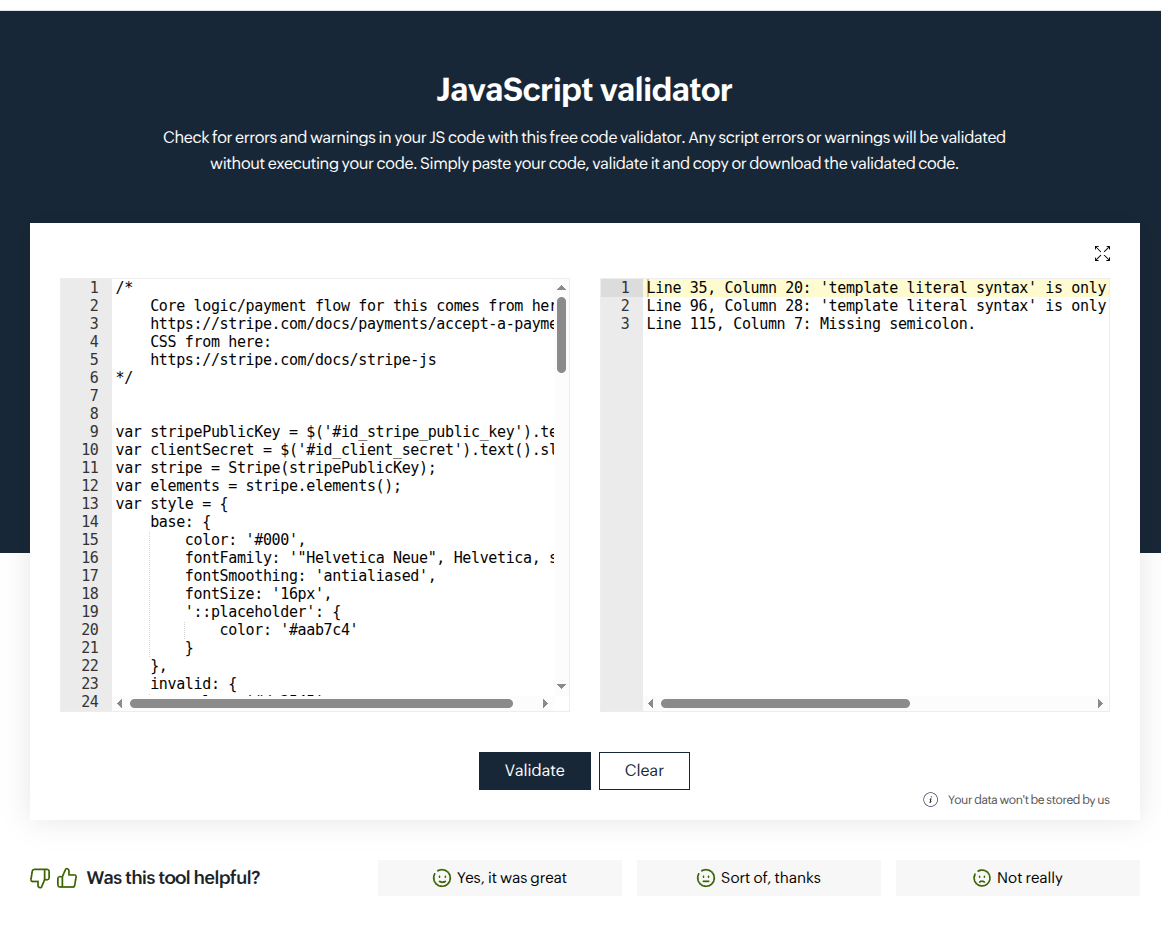 JavaScript validator
Check for errors and warnings in your JS code with this free code validator. Any script errors or warnings will be validated
without executing your code. Simply paste your code, validate it and copy or download the validated code.
1 /*
2 Core logic/payment flow for this comes from her
3 https://stripe.com/docs/payments/accept-a-payme
4 CSS from here:
5 https://stripe.com/docs/stripe-js
6 */
7
8
9 var stripePublicKey = $('#id_stripe_public_key').te
10 var clientSecret = $('#id_client_secret').text().sl
11 var stripe = Stripe(stripePublicKey);
12 var elements = stripe.elements();
13 var style = {
14 base: {
15 color: '#000',
16 fontFamily: '"Helvetica Neue", Helvetica, s
17 fontSmoothing: 'antialiased',
18 fontSize: '16px',
19 '::placeholder': {
20 color: '#aab7c4'
21 }
22 },
23 invalid: {
24
1 Line 35, Column 20: 'template literal syntax' is only
2 Line 96, Column 28: 'template literal syntax' is only
3 Line 115, Column 7: Missing semicolon.
Validate
Clear
Your data won't be stored by us
Was this tool helpful?
Yes, it was great
Sort of, thanks
Not really